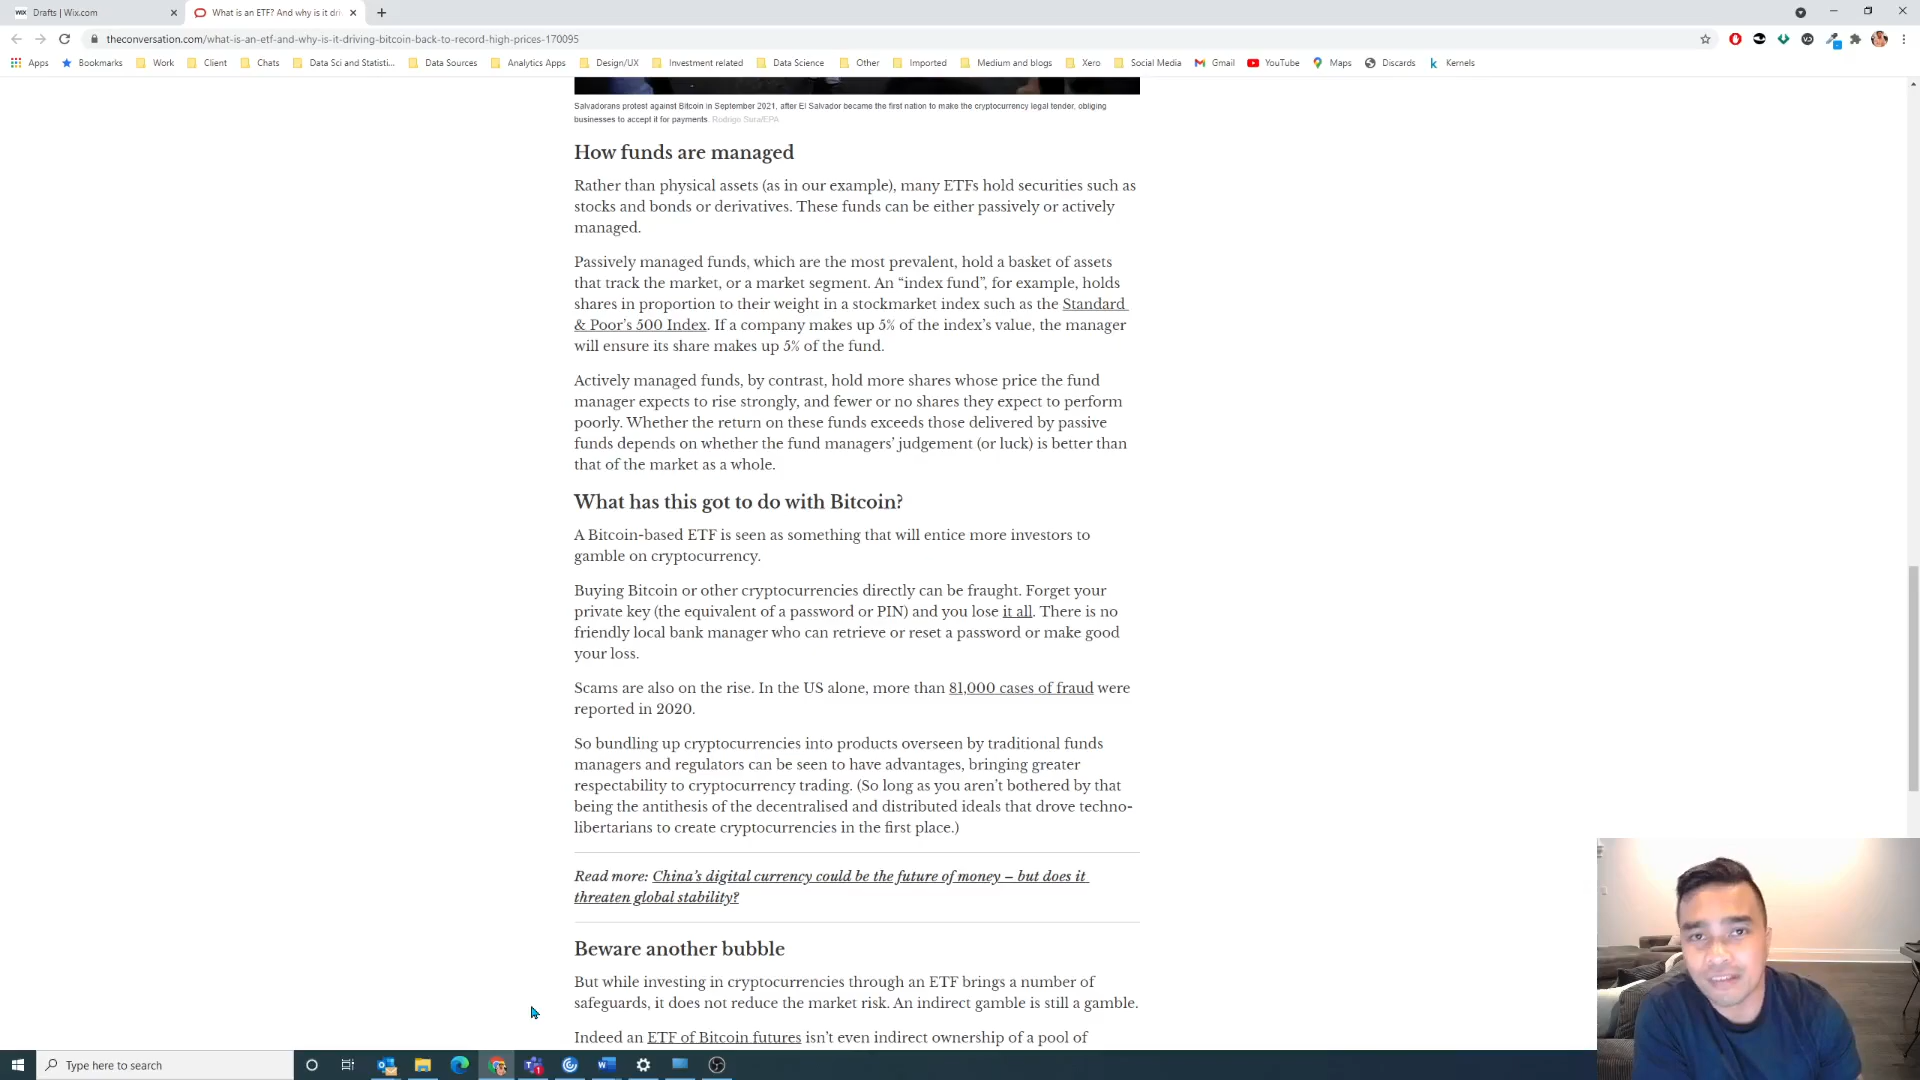 WIX Drafts | Wix.com
What is an ETF? And why is it dri
theconversation.com/what-is-an-etf-and-why-is-it-driving-bitcoin-back-to-record-high-prices-170095
Apps Bookmarks Work Client Chats Data Sci and Statisti... Data Sources Analytics Apps Design/UX Investment related Data Science Other Imported Medium and blogs Xero Social Media Gmail YouTube Maps Discards Kernels
Salvadorans protest against Bitcoin in September 2021, after El Salvador became the first nation to make the cryptocurrency legal tender, obliging
businesses to accept it for payments. Rodrigo Sura/EPA
How funds are managed
Rather than physical assets (as in our example), many ETFs hold securities such as
stocks and bonds or derivatives. These funds can be either passively or actively
managed.
Passively managed funds, which are the most prevalent, hold a basket of assets
that track the market, or a market segment. An “index fund”, for example, holds
shares in proportion to their weight in a stockmarket index such as the Standard
& Poor’s 500 Index. If a company makes up 5% of the index’s value, the manager
will ensure its share makes up 5% of the fund.
Actively managed funds, by contrast, hold more shares whose price the fund
manager expects to rise strongly, and fewer or no shares they expect to perform
poorly. Whether the return on these funds exceeds those delivered by passive
funds depends on whether the fund managers’ judgement (or luck) is better than
that of the market as a whole.
What has this got to do with Bitcoin?
A Bitcoin-based ETF is seen as something that will entice more investors to
gamble on cryptocurrency.
Buying Bitcoin or other cryptocurrencies directly can be fraught. Forget your
private key (the equivalent of a password or PIN) and you lose it all. There is no
friendly local bank manager who can retrieve or reset a password or make good
your loss.
Scams are also on the rise. In the US alone, more than 81,000 cases of fraud were
reported in 2020.
So bundling up cryptocurrencies into products overseen by traditional funds
managers and regulators can be seen to have advantages, bringing greater
respectability to cryptocurrency trading. (So long as you aren’t bothered by that
being the antithesis of the decentralised and distributed ideals that drove techno-
libertarians to create cryptocurrencies in the first place.)
Read more: China’s digital currency could be the future of money – but does it
threaten global stability?
Beware another bubble
But while investing in cryptocurrencies through an ETF brings a number of
safeguards, it does not reduce the market risk. An indirect gamble is still a gamble.
Indeed an ETF of Bitcoin futures isn’t even indirect ownership of a pool of
Type here to search